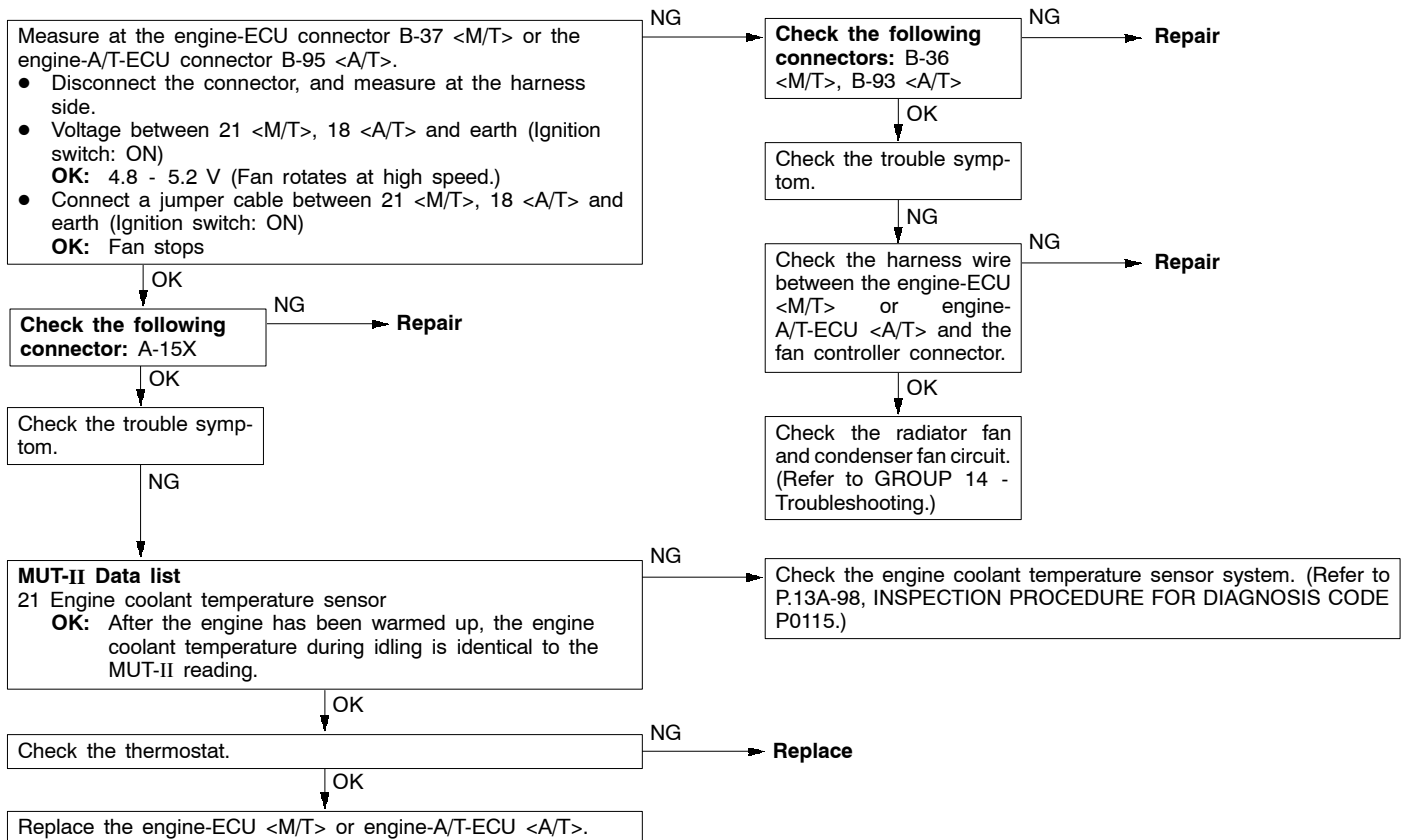 Measure at the engine-ECU connector B-37 <M/T> or the
engine-A/T-ECU connector B-95 <A/T>.
● Disconnect the connector, and measure at the harness
side.
● Voltage between 21 <M/T>, 18 <A/T> and earth (Ignition
switch: ON)
OK: 4.8 - 5.2 V (Fan rotates at high speed.)
● Connect a jumper cable between 21 <M/T>, 18 <A/T> and
earth (Ignition switch: ON)
OK: Fan stops
NG
Check the following
connectors: B-36
<M/T>, B-93 <A/T>
NG
Repair
OK
Check the trouble symp-
tom.
NG
Check the harness wire
between the engine-ECU
<M/T> or engine-
A/T-ECU <A/T> and the
fan controller connector.
NG
Repair
OK
Check the radiator fan
and condenser fan circuit.
(Refer to GROUP 14 -
Troubleshooting.)
OK
Check the following
connector: A-15X
NG
Repair
OK
Check the trouble symp-
tom.
NG
MUT-II Data list
21 Engine coolant temperature sensor
OK: After the engine has been warmed up, the engine
coolant temperature during idling is identical to the
MUT-II reading.
NG
Check the engine coolant temperature sensor system. (Refer to
P.13A-98, INSPECTION PROCEDURE FOR DIAGNOSIS CODE
P0115.)
OK
Check the thermostat.
NG
Replace
OK
Replace the engine-ECU <M/T> or engine-A/T-ECU <A/T>.